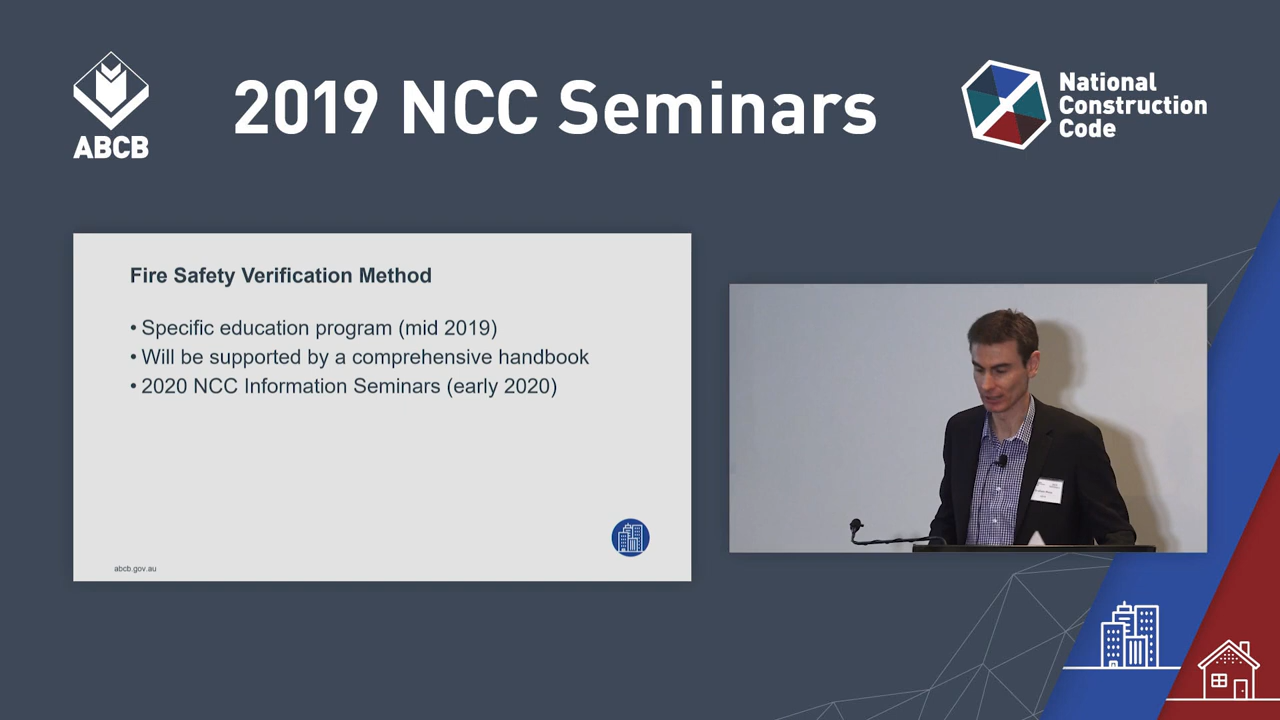 ABCB
2019 NCC Seminars
National
Construction
Code
Fire Safety Verification Method
• Specific education program (mid 2019)
• Will be supported by a comprehensive handbook
• 2020 NCC Information Seminars (early 2020)
abcb.gov.au